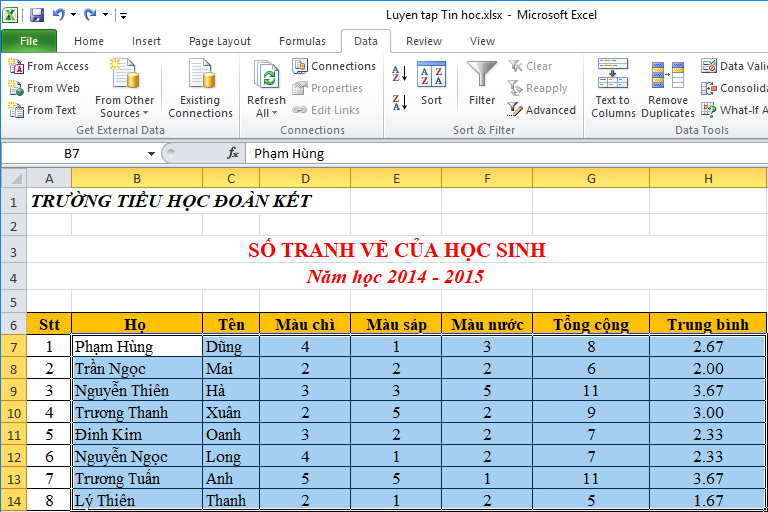 Luyen tap Tin hoc.xlsx - Microsoft Excel
File Home Insert Page Layout Formulas Data Review View
From Access
From Web
From Text
From Other Sources
Existing Connections
Get External Data
Refresh All
Connections
Properties
Edit Links
Connections
Sort
Filter
Clear
Reapply
Advanced
Sort & Filter
Text to Columns
Remove Duplicates
Data Vali
Consolida
What-If A
Data Tools
B7 fx Phạm Hùng
A B C D E F G H
1 TRƯỜNG TIỂU HỌC ĐOÀN KẾT
2
3 SỐ TRANH VẼ CỦA HỌC SINH
4 Năm học 2014 - 2015
5
6 Stt Họ Tên Màu chì Màu sáp Màu nước Tổng cộng Trung bình
7 1 Phạm Hùng Dũng 4 1 3 8 2.67
8 2 Trần Ngọc Mai 2 2 2 6 2.00
9 3 Nguyễn Thiên Hà 3 3 5 11 3.67
10 4 Trương Thanh Xuân 2 5 2 9 3.00
11 5 Đinh Kim Oanh 3 2 2 7 2.33
12 6 Nguyễn Ngọc Long 4 1 2 7 2.33
13 7 Trương Tuấn Anh 5 5 1 11 3.67
14 8 Lý Thiên Thanh 2 1 2 5 1.67